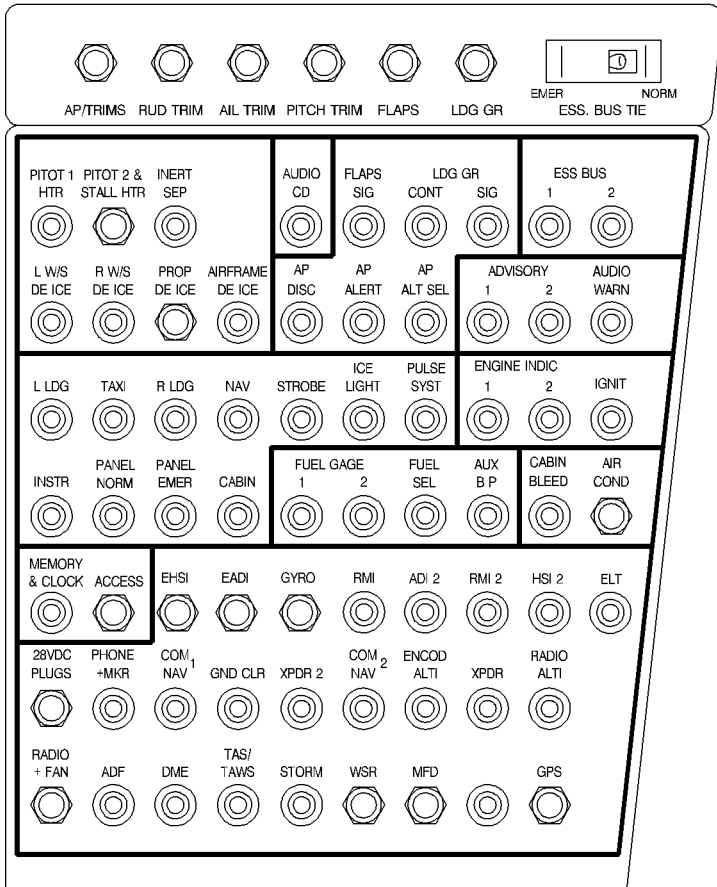 EMER NORM
AP/TRIMS RUD TRIM AIL TRIM PITCH TRIM FLAPS LDG GR ESS. BUS TIE
PITOT 1 PITOT 2 & INERT AUDIO FLAPS LDG GR ESS BUS
HTR STALL HTR SEP CD SIG CONT SIG 1 2
L W/S R W/S PROP AIRFRAME AP AP AP ADVISORY AUDIO
DE ICE DE ICE DE ICE DE ICE DISC ALERT ALT SEL 1 2 WARN
ICE PULSE ENGINE INDIC
L LDG TAXI R LDG NAV STROBE LIGHT SYST 1 2 IGNIT
PANEL PANEL FUEL GAGE FUEL AUX CABIN AIR
INSTR NORM EMER CABIN 1 2 SEL B P BLEED COND
MEMORY
& CLOCK ACCESS EHSI EADI GYRO RMI ADI 2 RMI 2 HSI 2 ELT
28VDC PHONE COM 1 COM 2 ENCOD RADIO
PLUGS +MKR NAV GND CLR XPDR 2 NAV ALTI XPDR ALTI
RADIO TAS/
+ FAN ADF DME TAWS STORM WSR MFD GPS